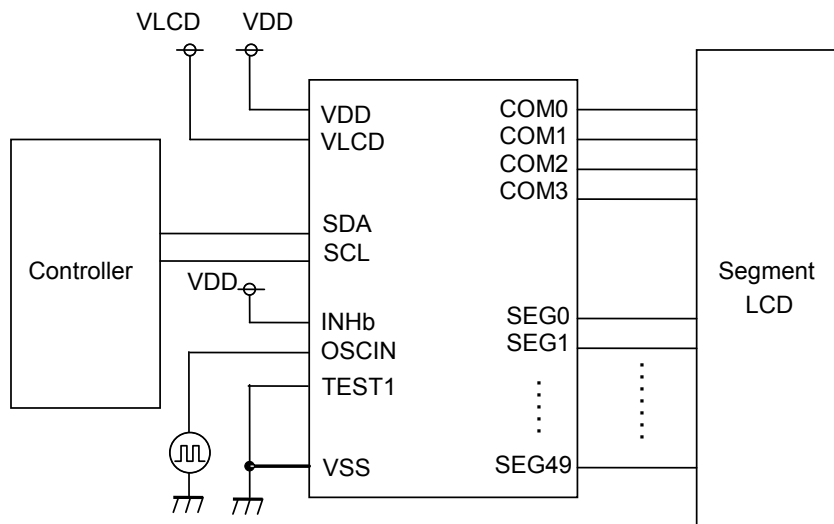 VLCD VDD
VDD
VLCD
SDA
SCL
Controller
VDD
INHb
OSCIN
TEST1
VSS
COM0
COM1
COM2
COM3
SEG0
SEG1
SEG49
Segment
LCD